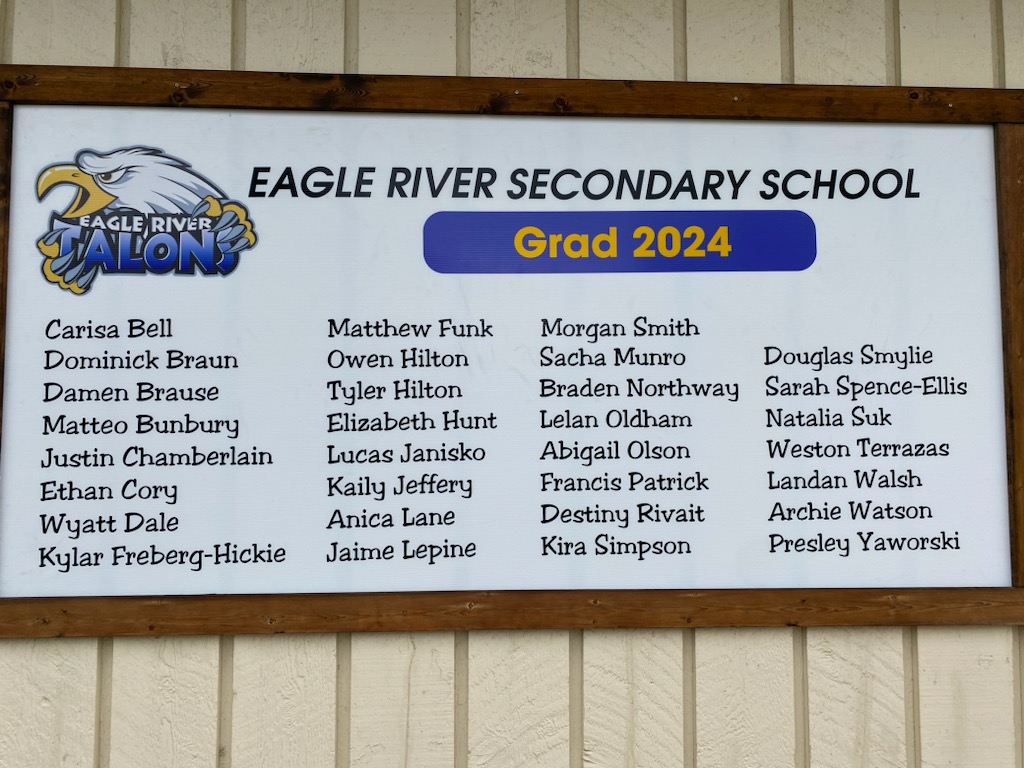 EAGLE RIVER SECONDARY SCHOOL
EAGLE RIVER
TALONS
Grad 2024
Carisa Bell
Dominick Braun
Damen Brause
Matteo Bunbury
Justin Chamberlain
Ethan Cory
Wyatt Dale
Kylar Freberg-Hickie
Matthew Funk
Owen Hilton
Tyler Hilton
Elizabeth Hunt
Lucas Janisko
Kaily Jeffery
Anica Lane
Jaime Lepine
Morgan Smith
Sacha Munro
Braden Northway
Lelan Oldham
Abigail Olson
Francis Patrick
Destiny Rivait
Kira Simpson
Douglas Smylie
Sarah Spence-Ellis
Natalia Suk
Weston Terrazas
Landan Walsh
Archie Watson
Presley Yaworski